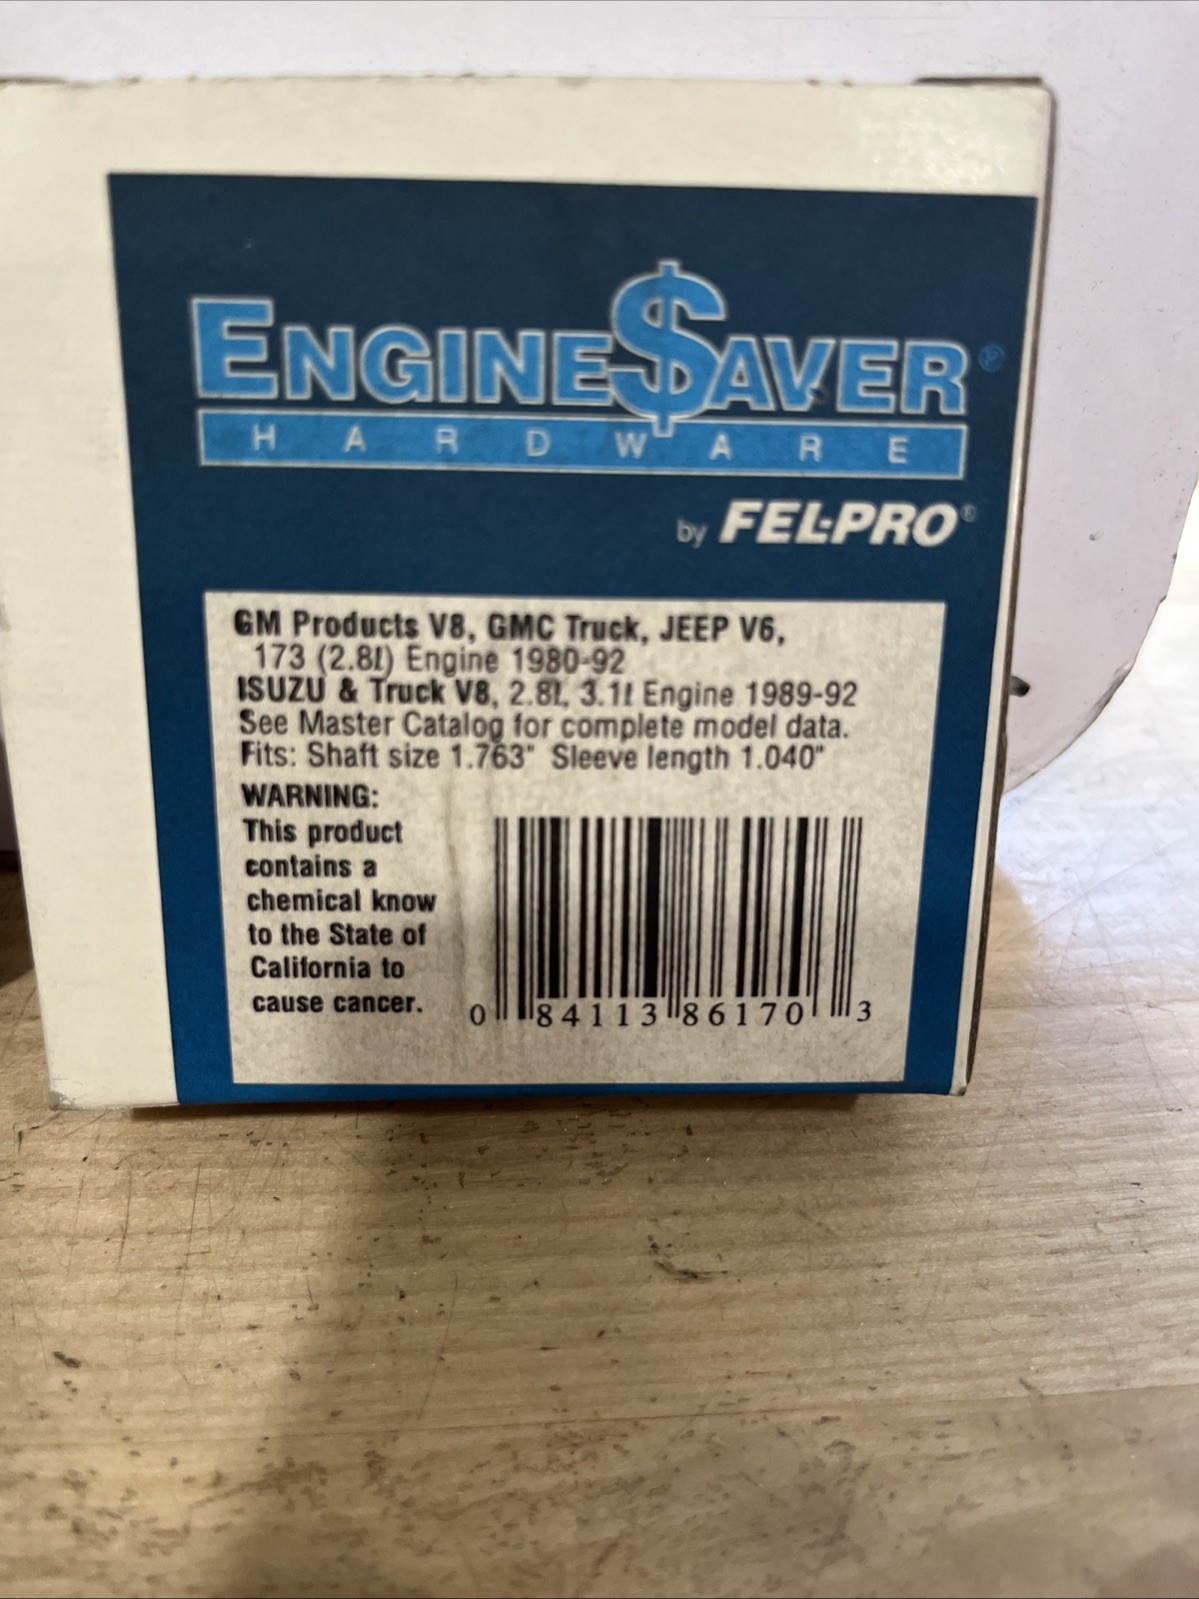 ENGINE$AVER®
HARDWARE
by FEL-PRO®
GM Products V8, GMC Truck, JEEP V6,
173 (2.8l) Engine 1980-92
ISUZU & Truck V8, 2.8l, 3.1l Engine 1989-92
See Master Catalog for complete model data.
Fits: Shaft size 1.763" Sleeve length 1.040"
WARNING:
This product
contains a
chemical know
to the State of
California to
cause cancer.
0 84113 86170 3